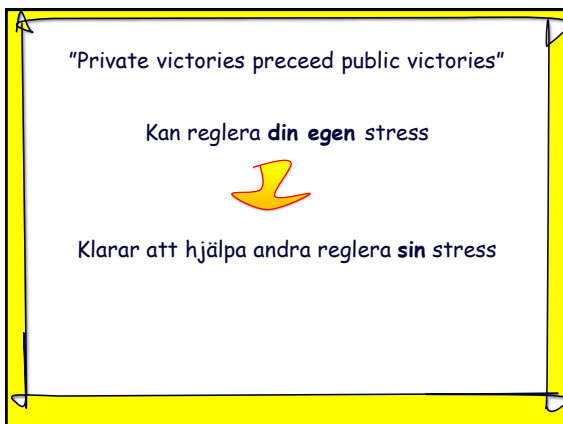 ”Private victories preceed public victories”
Kan reglera din egen stress
Klarar att hjälpa andra reglera sin stress